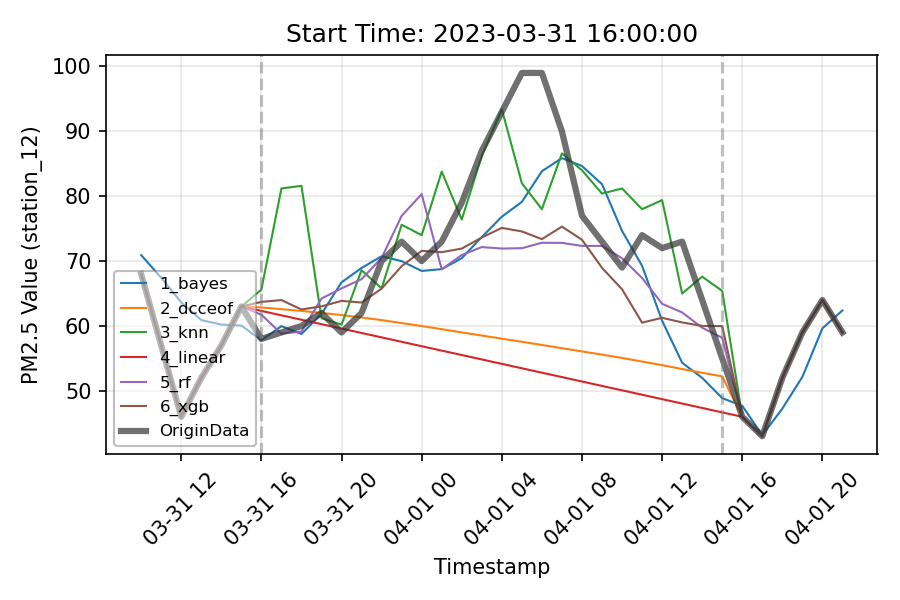 Start Time: 2023-03-31 16:00:00
PM2.5 Value (station_12)
100
90
80
70
60
50
1_bayes
2_dcceof
3_knn
4_linear
5_rf
6_xgb
OriginData
03-31 12
03-31 16
03-31 20
04-01 00
04-01 04
04-01 08
04-01 12
04-01 16
04-01 20
Timestamp